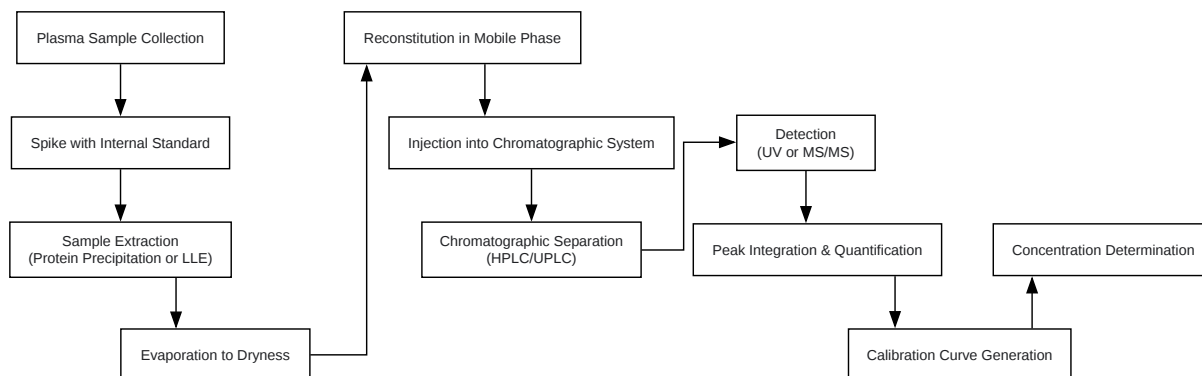 Plasma Sample Collection
Spike with Internal Standard
Sample Extraction
(Protein Precipitation or LLE)
Evaporation to Dryness
Reconstitution in Mobile Phase
Injection into Chromatographic System
Chromatographic Separation
(HPLC/UPLC)
Detection
(UV or MS/MS)
Peak Integration & Quantification
Calibration Curve Generation
Concentration Determination